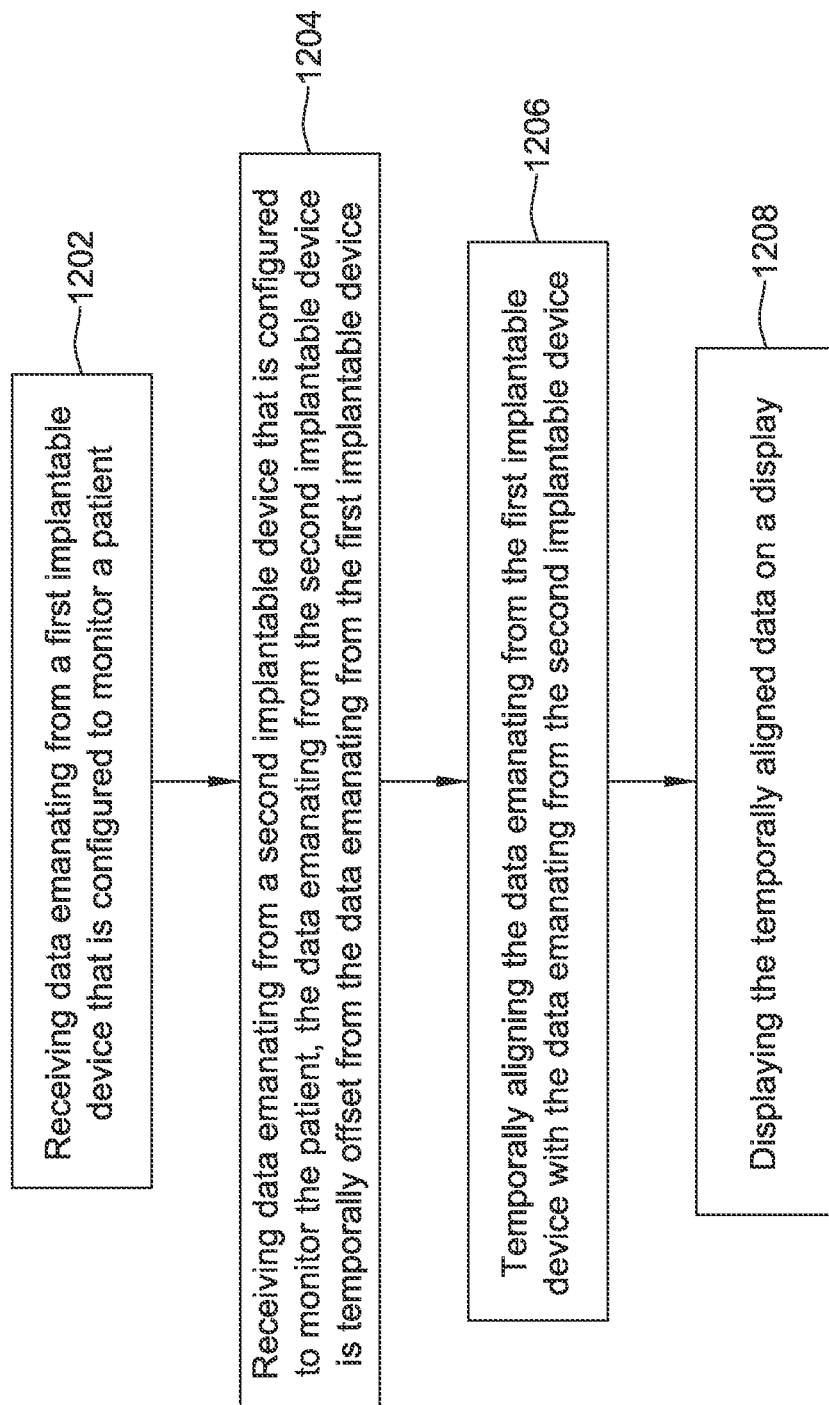 Receiving data emanating from a first implantable
device that is configured to monitor a patient
1202
Receiving data emanating from a second implantable device that is configured
to monitor the patient, the data emanating from the second implantable device
is temporally offset from the data emanating from the first implantable device
1204
Temporally aligning the data emanating from the first implantable
device with the data emanating from the second implantable device
1206
Displaying the temporally aligned data on a display
1208